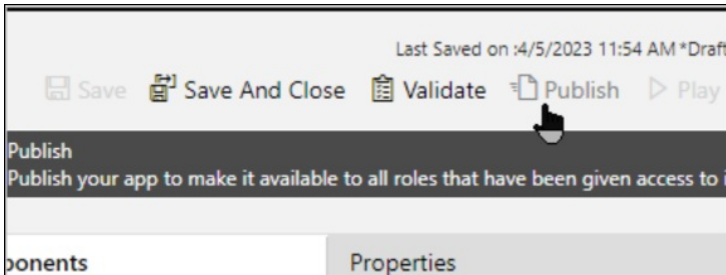 Last Saved on :4/5/2023 11:54 AM *Draft
Save Save And Close Validate Publish Play
Publish
Publish your app to make it available to all roles that have been given access to
ponents Properties